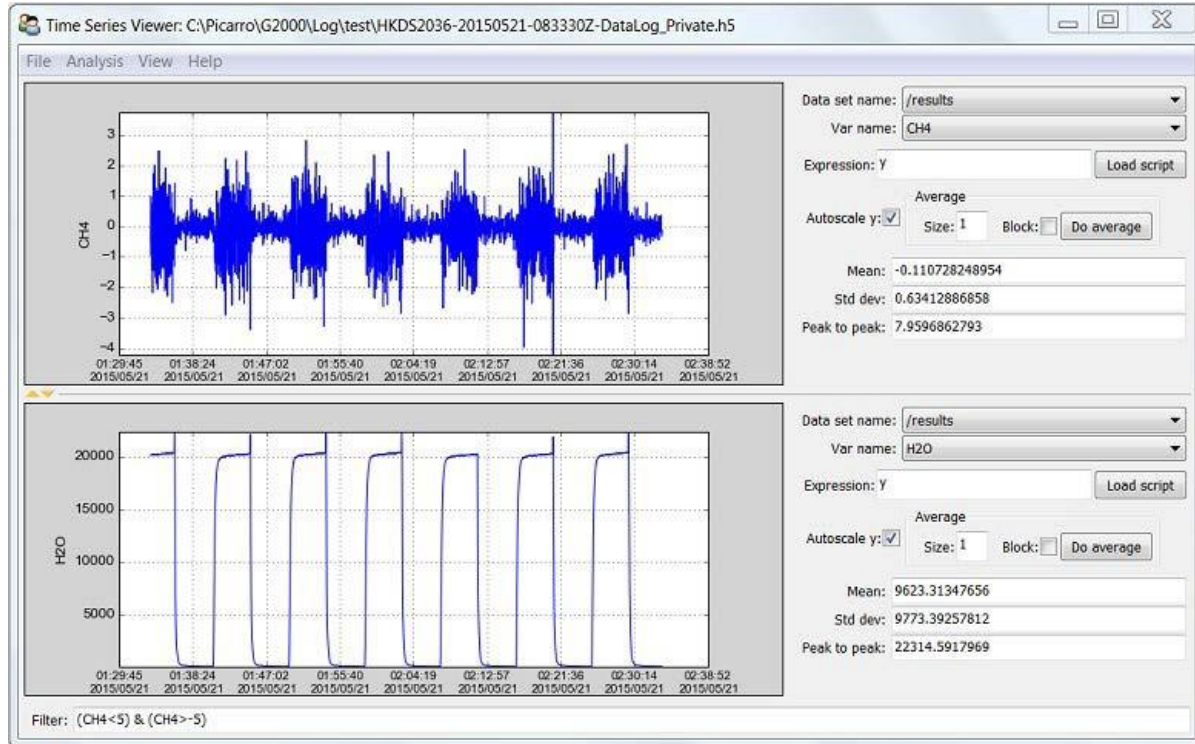 Time Series Viewer: C:\Picarro\G2000\Log\test\HKDS2036-20150521-083330Z-DataLog_Private.h5
File Analysis View Help
CH4
3
2
1
0
−1
−2
−3
−4
01:29:45 01:38:24 01:47:02 01:55:40 02:04:19 02:12:57 02:21:36 02:30:14 02:38:52
2015/05/21 2015/05/21 2015/05/21 2015/05/21 2015/05/21 2015/05/21 2015/05/21 2015/05/21 2015/05/21
Data set name: /results
Var name: CH4
Expression: y
Load script
Average
Autoscale y: Size: 1 Block: Do average
Mean: -0.110728248954
Std dev: 0.63412886858
Peak to peak: 7.9596862793
H2O
20000
15000
10000
5000
01:29:45 01:38:24 01:47:02 01:55:40 02:04:19 02:12:57 02:21:36 02:30:14 02:38:52
2015/05/21 2015/05/21 2015/05/21 2015/05/21 2015/05/21 2015/05/21 2015/05/21 2015/05/21 2015/05/21
Data set name: /results
Var name: H2O
Expression: y
Load script
Average
Autoscale y: Size: 1 Block: Do average
Mean: 9623.31347656
Std dev: 9773.39257812
Peak to peak: 22314.5917969
Filter: (CH4<5) & (CH4>-5)